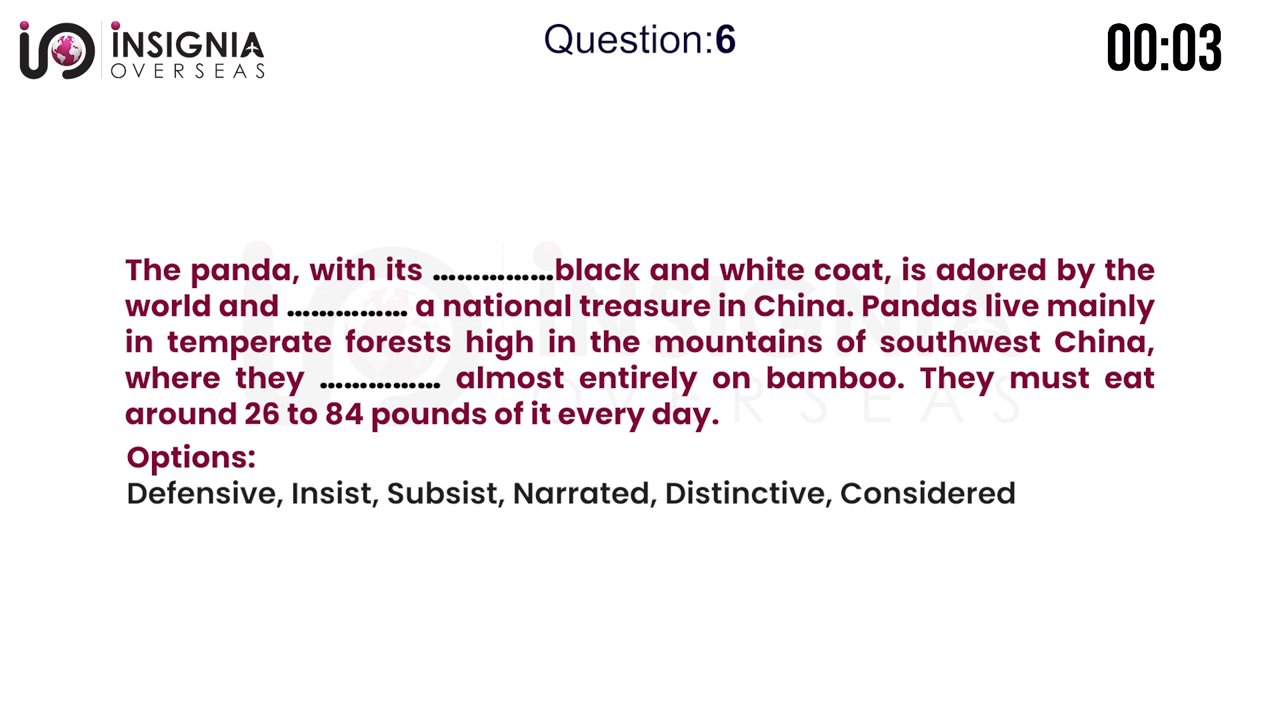 INSIGNIA
OVERSEAS
Question:6
00:03
The panda, with its ...............black and white coat, is adored by the
world and ............... a national treasure in China. Pandas live mainly
in temperate forests high in the mountains of southwest China,
where they ............... almost entirely on bamboo. They must eat
around 26 to 84 pounds of it every day.
Options:
Defensive, Insist, Subsist, Narrated, Distinctive, Considered